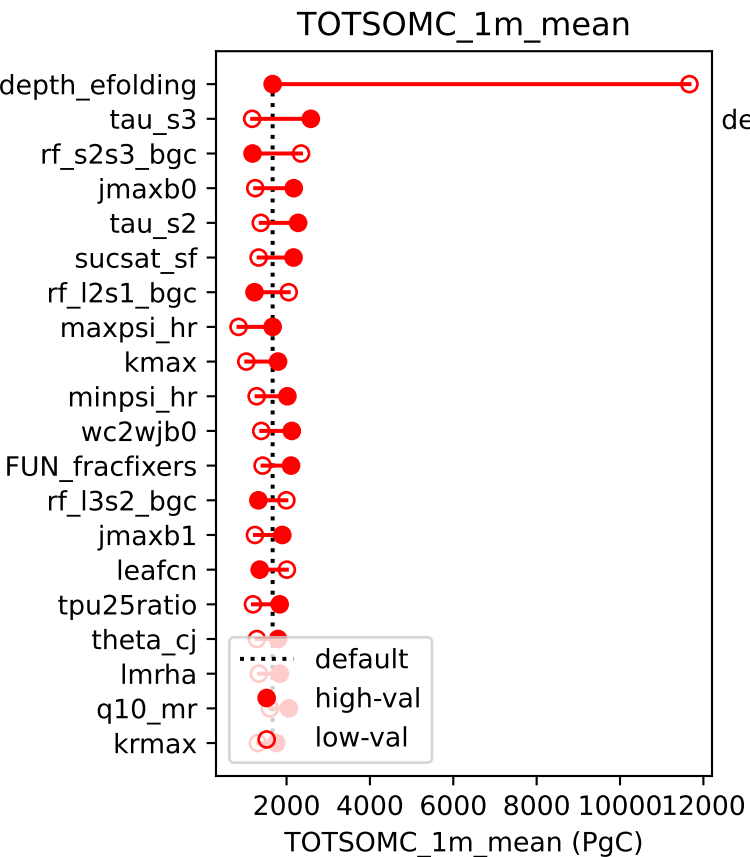 TOTSOMC_1m_mean
depth_efolding
tau_s3
de
rf_s2s3_bgc
jmaxb0
tau_s2
sucsat_sf
rf_l2s1_bgc
maxpsi_hr
kmax
minpsi_hr
wc2wjb0
FUN_fracfixers
rf_l3s2_bgc
jmaxb1
leafcn
tpu25ratio
theta_cj
lmrha
q10_mr
krmax
default
high-val
low-val
2000 4000 6000 8000 10000 12000
TOTSOMC_1m_mean (PgC)